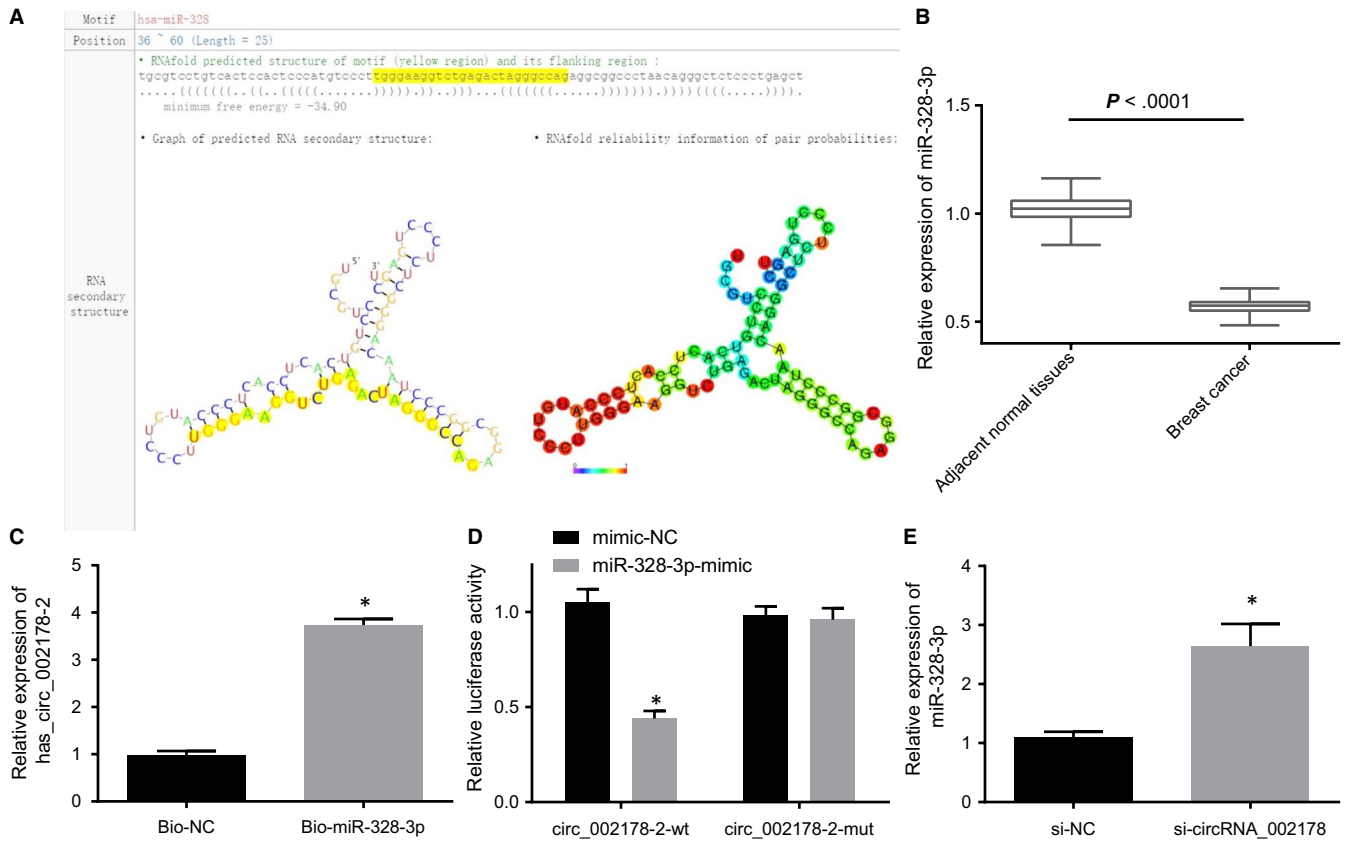 A
Motif hsa-miR-328
Position 36 ~ 60 (Length = 25)
• RNAfold predicted structure of motif (yellow region) and its flanking region :
tgcgtcctgtcactccactcccatgtcccttgggaaggtctgagactagggccagaggcggccctaacagggctctccctgagct
.....(((((((..((..(((((.......))))).))..)))...(((((((......))))))).))))((((.....)))).
minimum free energy = -34.90
• Graph of predicted RNA secondary structure:
• RNAfold reliability information of pair probabilities:
RNA
secondary
structure
5'
3'
0
1
B
Relative expression of miR-328-3p
1.5
1.0
0.5
P < .0001
Adjacent normal tissues
Breast cancer
C
Relative expression of
has_circ_002178-2
5
4
3
2
1
0
*
Bio-NC
Bio-miR-328-3p
D
mimic-NC
miR-328-3p-mimic
Relative luciferase activity
1.0
0.5
0.0
*
circ_002178-2-wt
circ_002178-2-mut
E
Relative expression of
miR-328-3p
4
3
2
1
0
*
si-NC
si-circRNA_002178